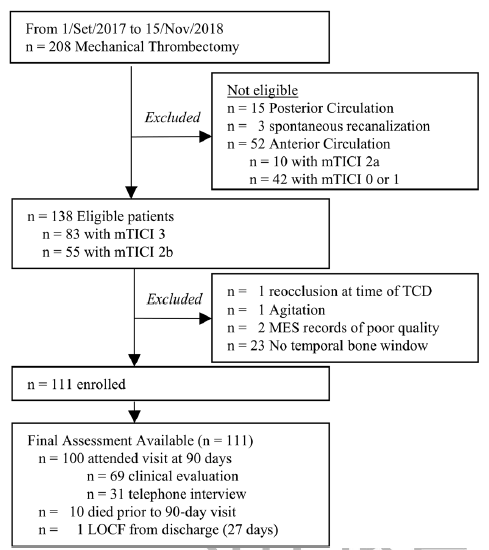 From 1/Set/2017 to 15/Nov/2018
n = 208 Mechanical Thrombectomy
Excluded
Not eligible
n = 15 Posterior Circulation
n = 3 spontaneous recanalization
n = 52 Anterior Circulation
n = 10 with mTICI 2a
n = 42 with mTICI 0 or 1
n = 138 Eligible patients
n = 83 with mTICI 3
n = 55 with mTICI 2b
Excluded
n = 1 reocclusion at time of TCD
n = 1 Agitation
n = 2 MES records of poor quality
n = 23 No temporal bone window
n = 111 enrolled
Final Assessment Available (n = 111)
n = 100 attended visit at 90 days
n = 69 clinical evaluation
n = 31 telephone interview
n = 10 died prior to 90-day visit
n = 1 LOCF from discharge (27 days)